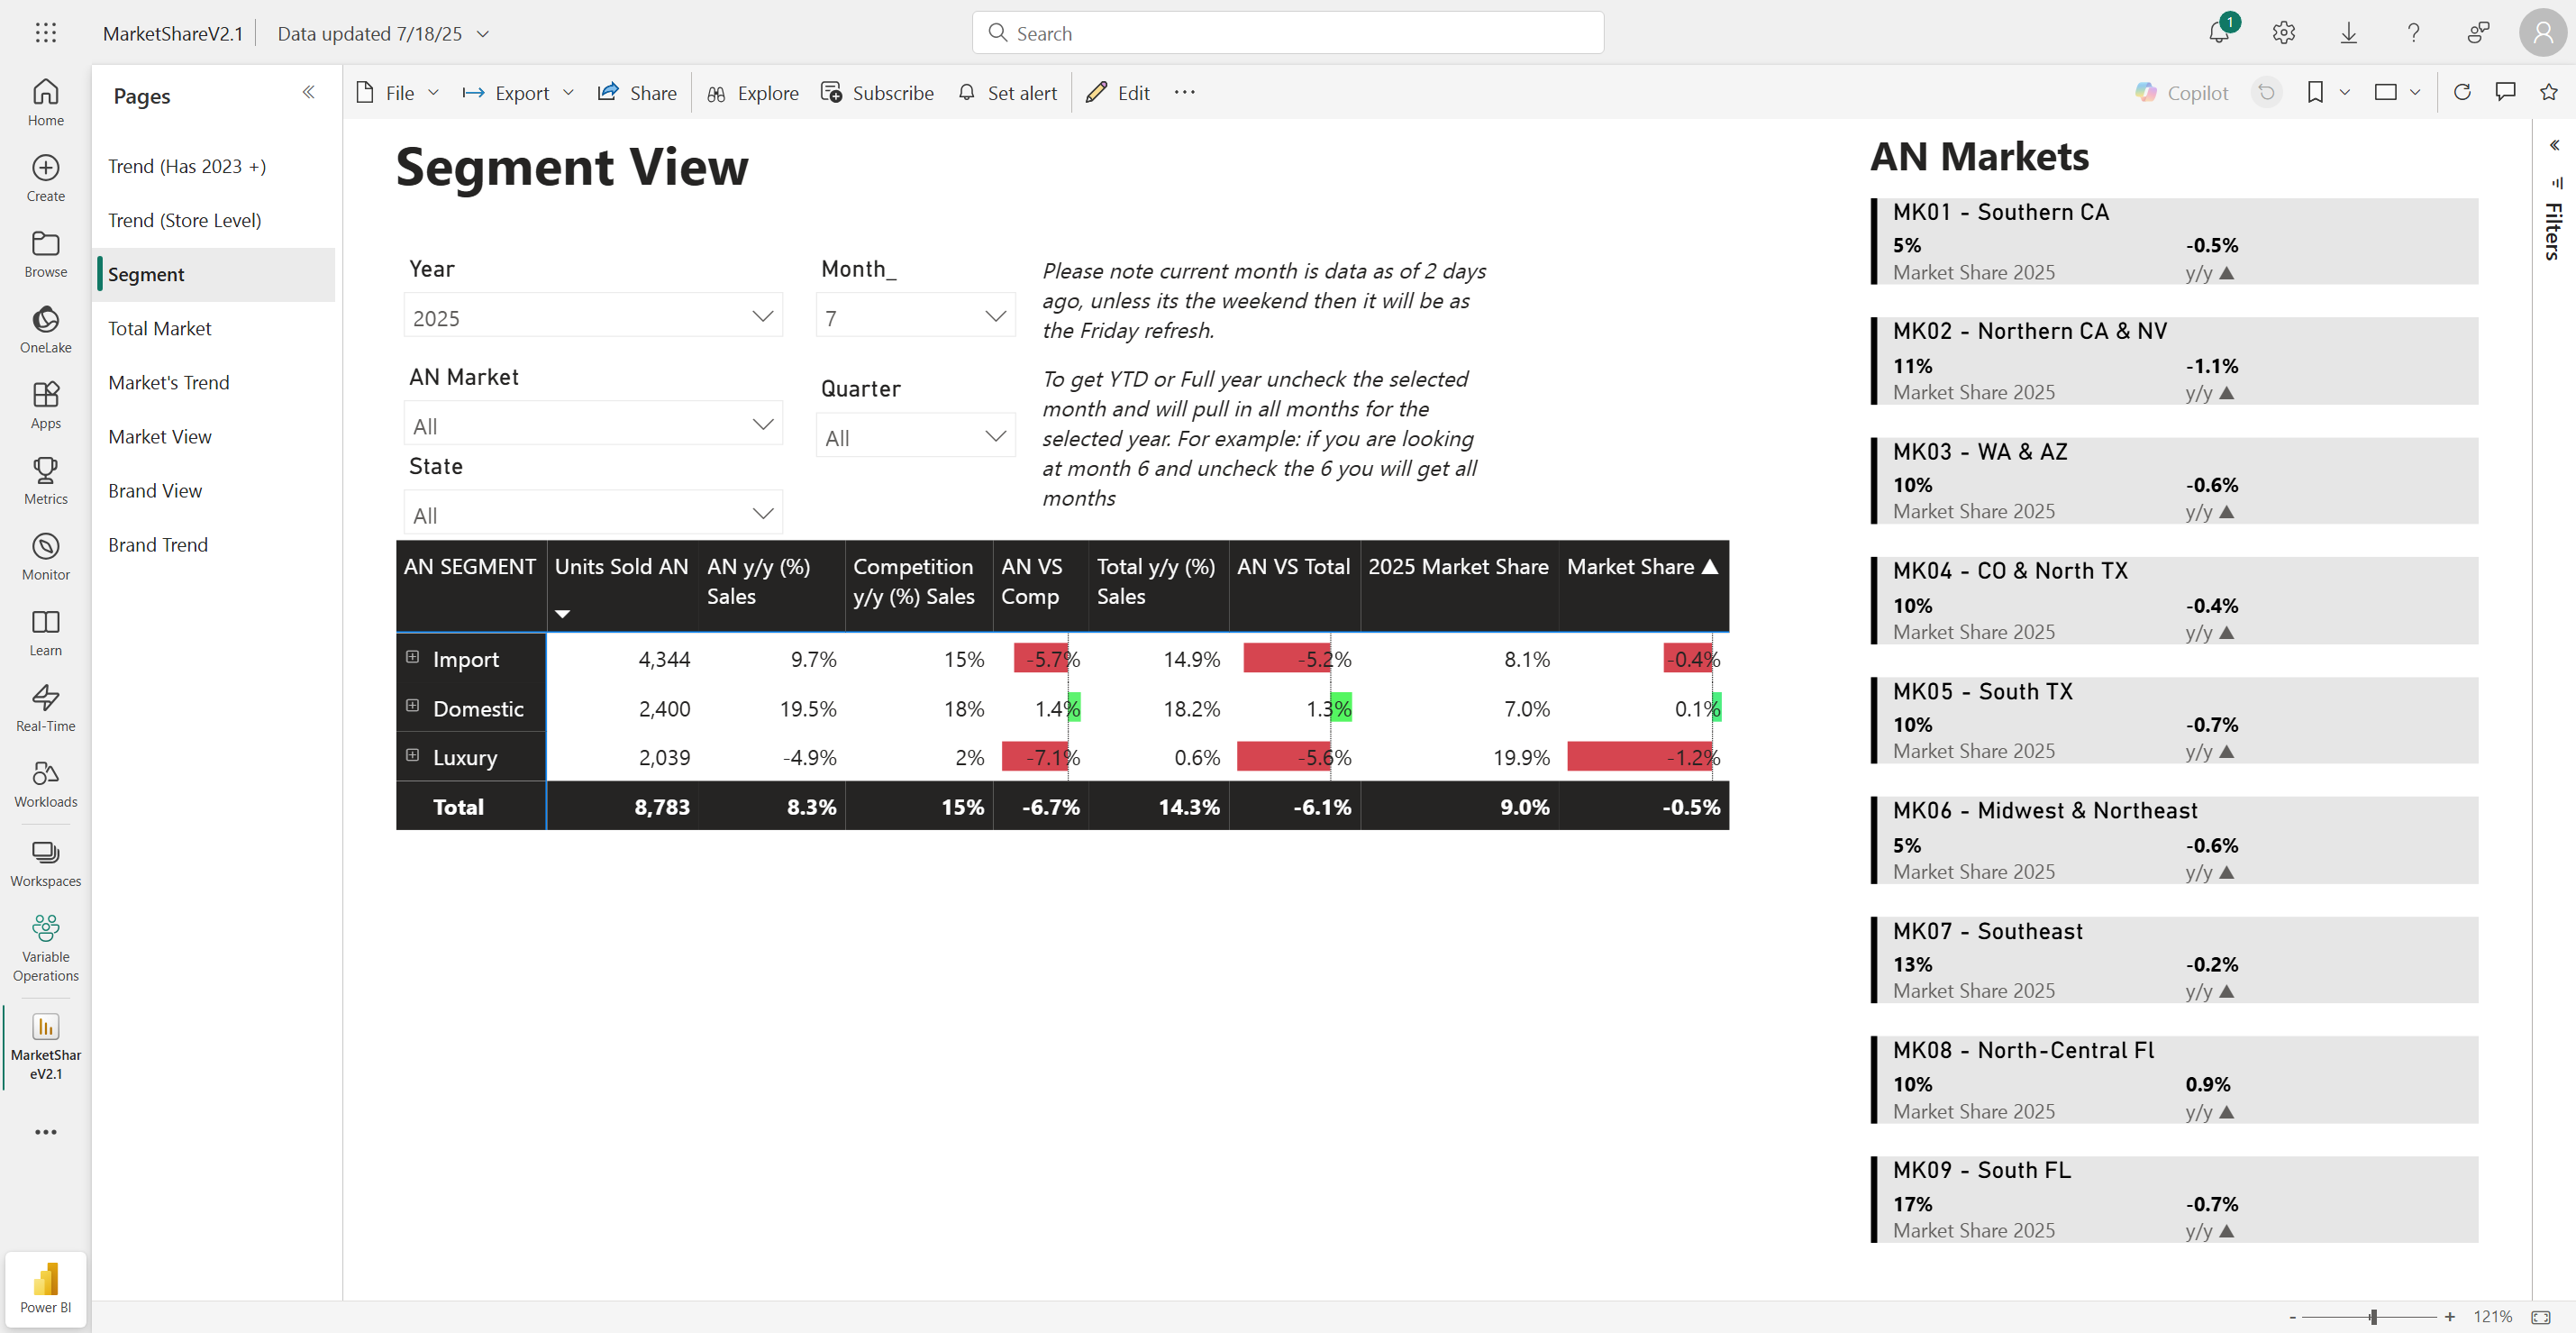 MarketShareV2.1
Data updated 7/18/25
Search
1
Home
Create
Browse
OneLake
Apps
Metrics
Monitor
Learn
Real-Time
Workloads
Workspaces
Variable
Operations
MarketShar
eV2.1
Power BI
Pages
Trend (Has 2023 +)
Trend (Store Level)
Segment
Total Market
Market's Trend
Market View
Brand View
Brand Trend
File
Export
Share
Explore
Subscribe
Set alert
Edit
Copilot
Segment View
Year
2025
Month_
7
AN Market
All
Quarter
All
State
All
Please note current month is data as of 2 days
ago, unless its the weekend then it will be as
the Friday refresh.
To get YTD or Full year uncheck the selected
month and will pull in all months for the
selected year. For example: if you are looking
at month 6 and uncheck the 6 you will get all
months
AN SEGMENT Units Sold AN AN y/y (%) Competition AN VS Total y/y (%) AN VS Total 2025 Market Share Market Share ▲
Sales y/y (%) Sales Comp Sales
Import 4,344 9.7% 15% -5.7% 14.9% -5.2% 8.1% -0.4%
Domestic 2,400 19.5% 18% 1.4% 18.2% 1.3% 7.0% 0.1%
Luxury 2,039 -4.9% 2% -7.1% 0.6% -5.6% 19.9% -1.2%
Total 8,783 8.3% 15% -6.7% 14.3% -6.1% 9.0% -0.5%
AN Markets
MK01 - Southern CA
5% -0.5%
Market Share 2025 y/y ▲
MK02 - Northern CA & NV
11% -1.1%
Market Share 2025 y/y ▲
MK03 - WA & AZ
10% -0.6%
Market Share 2025 y/y ▲
MK04 - CO & North TX
10% -0.4%
Market Share 2025 y/y ▲
MK05 - South TX
10% -0.7%
Market Share 2025 y/y ▲
MK06 - Midwest & Northeast
5% -0.6%
Market Share 2025 y/y ▲
MK07 - Southeast
13% -0.2%
Market Share 2025 y/y ▲
MK08 - North-Central Fl
10% 0.9%
Market Share 2025 y/y ▲
MK09 - South FL
17% -0.7%
Market Share 2025 y/y ▲
Filters
- + 121%